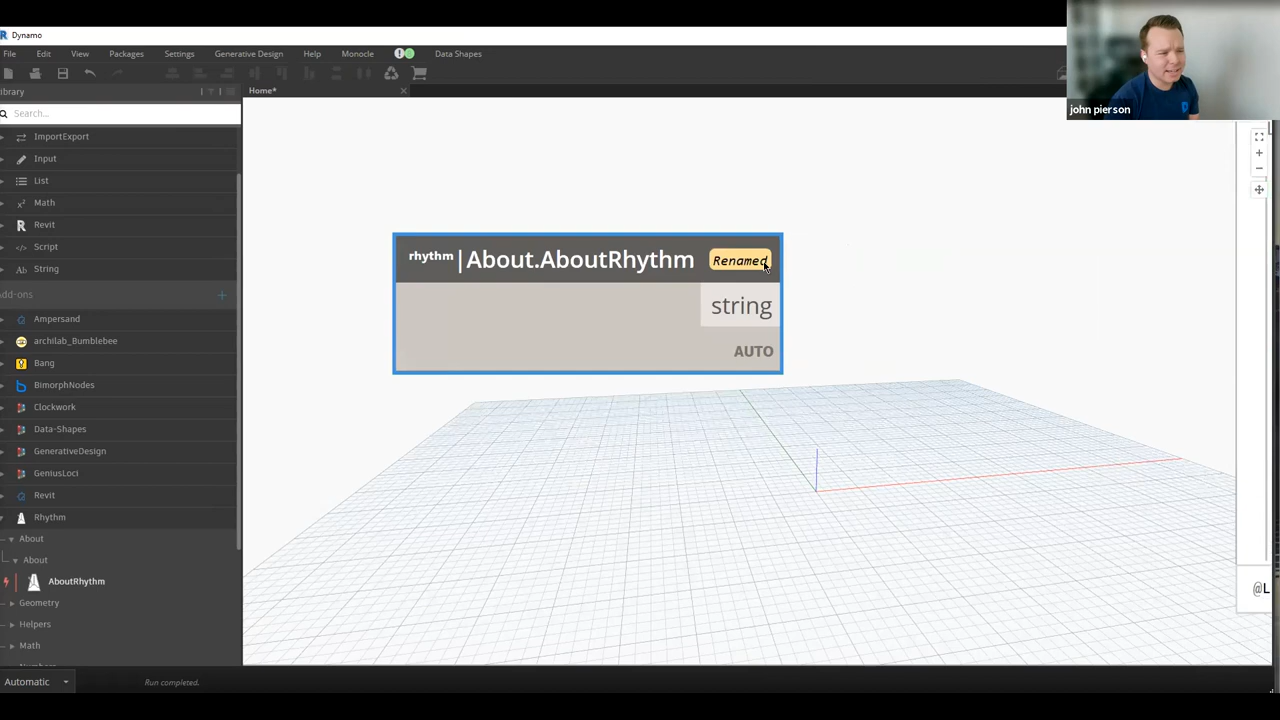 Dynamo
File Edit View Packages Settings Generative Design Help Monocle Data Shapes
Library
Home*
Search...
john pierson
ImportExport
Input
List
Math
Revit
Script
String
Add-ons
Ampersand
archilab_Bumblebee
Bang
BimorphNodes
Clockwork
Data-Shapes
GenerativeDesign
GeniusLoci
Revit
Rhythm
About
About
AboutRhythm
Geometry
Helpers
Math
rhythm|About.AboutRhythm Renamed
string
AUTO
@L
Automatic Run completed.